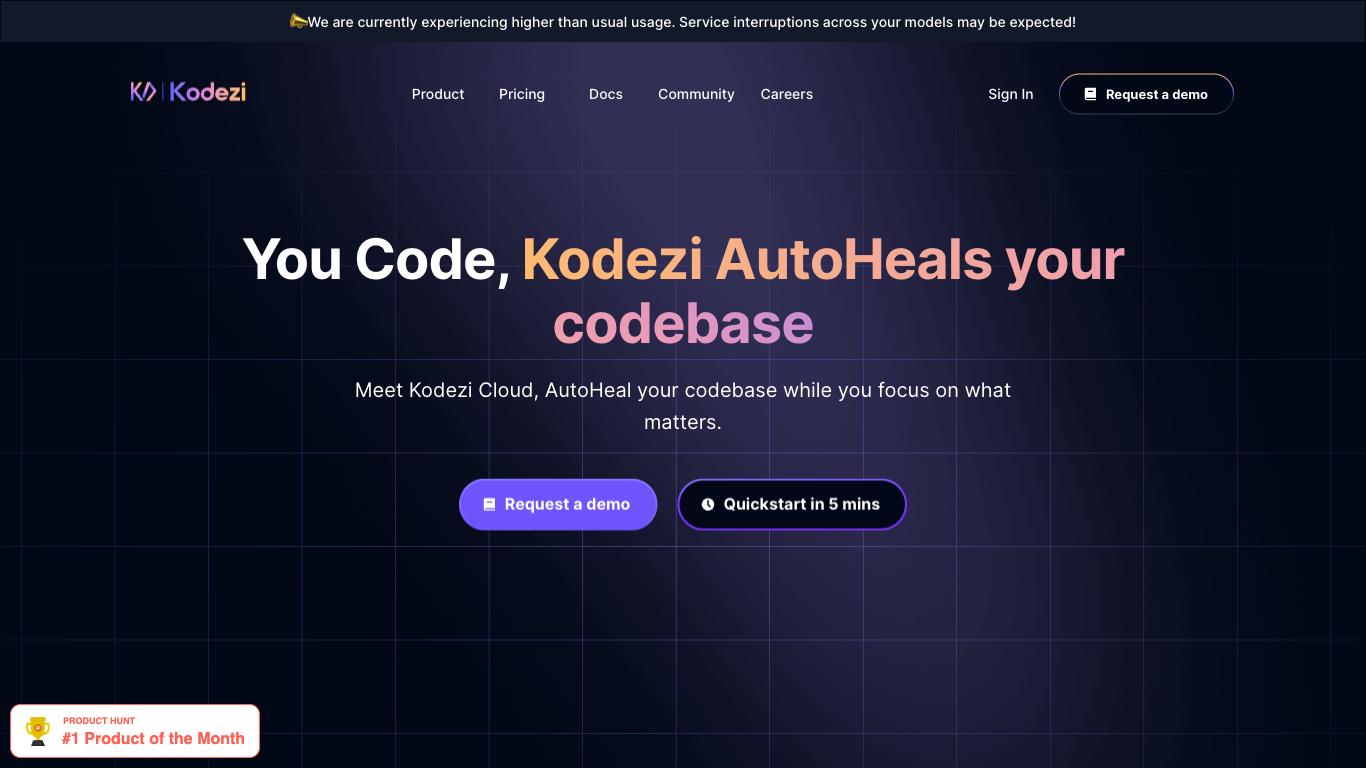 We are currently experiencing higher than usual usage. Service interruptions across your models may be expected!
Kodezi
Product
Pricing
Docs
Community
Careers
Sign In
Request a demo
You Code, Kodezi AutoHeals your
codebase
Meet Kodezi Cloud, AutoHeal your codebase while you focus on what
matters.
Request a demo
Quickstart in 5 mins
PRODUCT HUNT
#1 Product of the Month